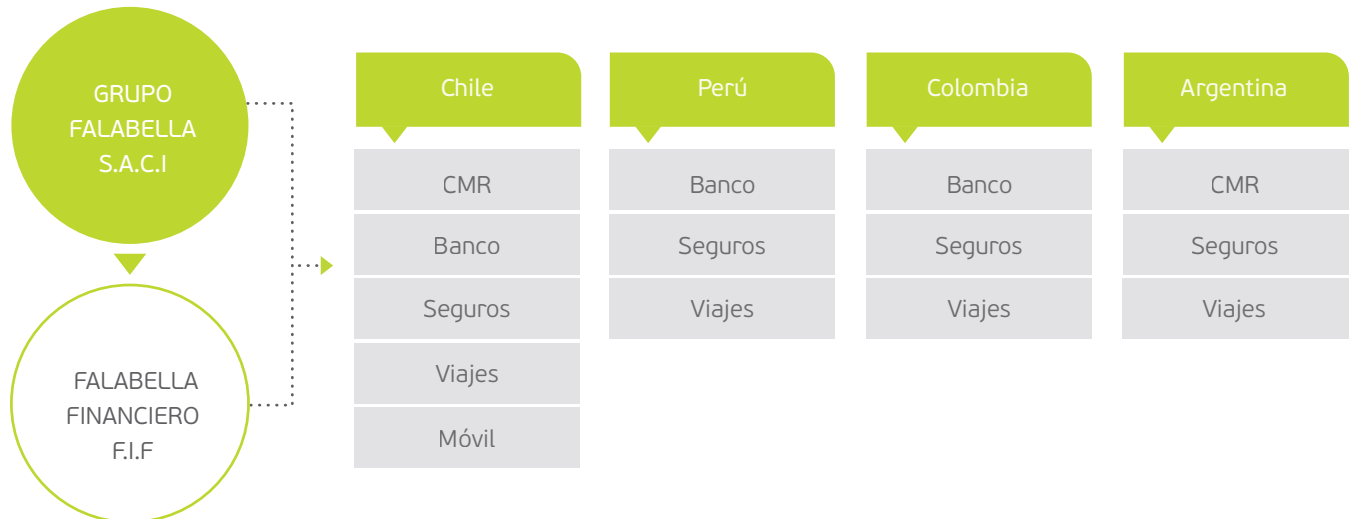 GRUPO
FALABELLA
S.A.C.I
FALABELLA
FINANCIERO
F.I.F
Chile
CMR
Banco
Seguros
Viajes
Móvil
Perú
Banco
Seguros
Viajes
Colombia
Banco
Seguros
Viajes
Argentina
CMR
Seguros
Viajes